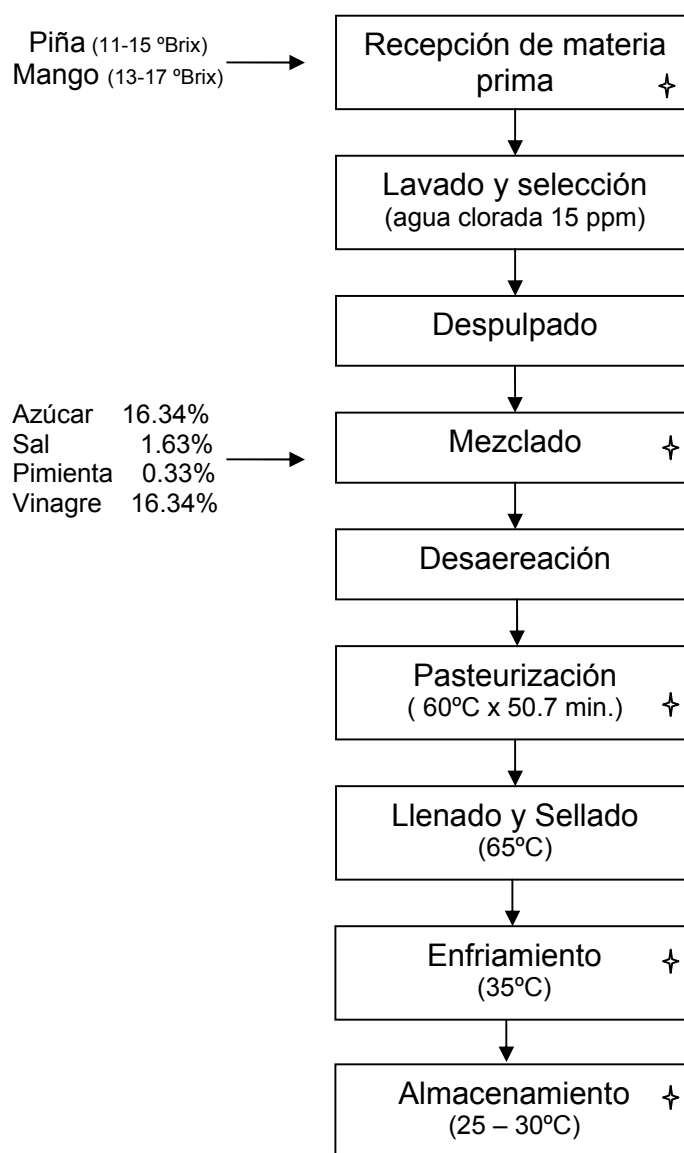 Piña (11-15 ºBrix)
Mango (13-17 ºBrix)
Recepción de materia
prima
Lavado y selección
(agua clorada 15 ppm)
Despulpado
Azúcar 16.34%
Sal 1.63%
Pimienta 0.33%
Vinagre 16.34%
Mezclado
Desaereación
Pasteurización
( 60ºC x 50.7 min.)
Llenado y Sellado
(65ºC)
Enfriamiento
(35ºC)
Almacenamiento
(25 – 30ºC)